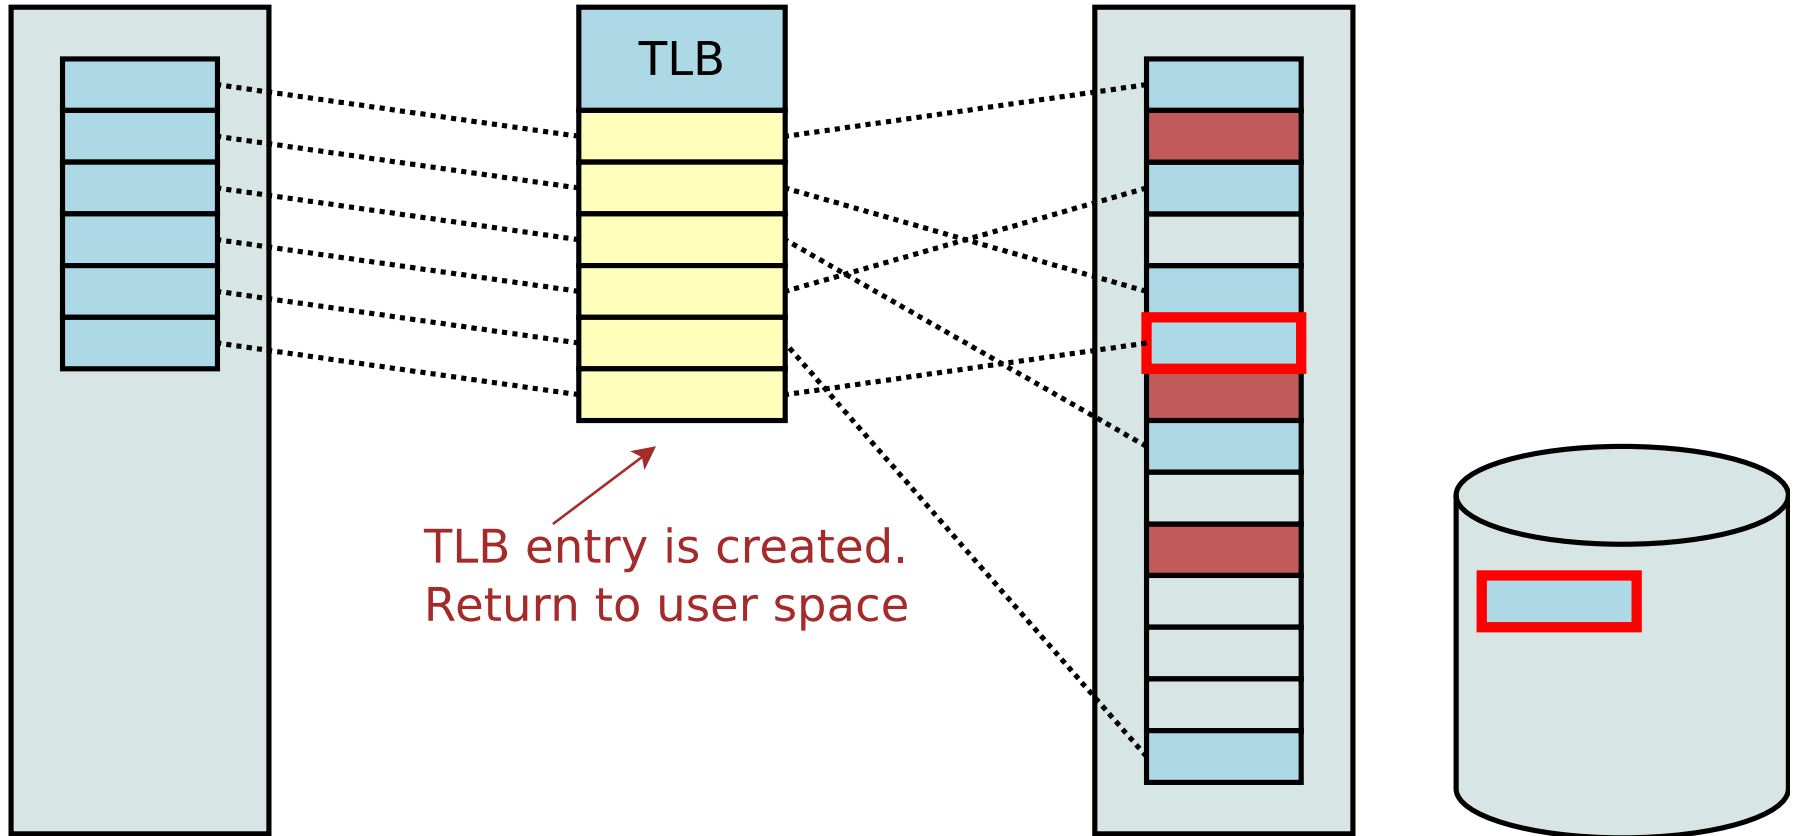 TLB
TLB entry is created.
Return to user space